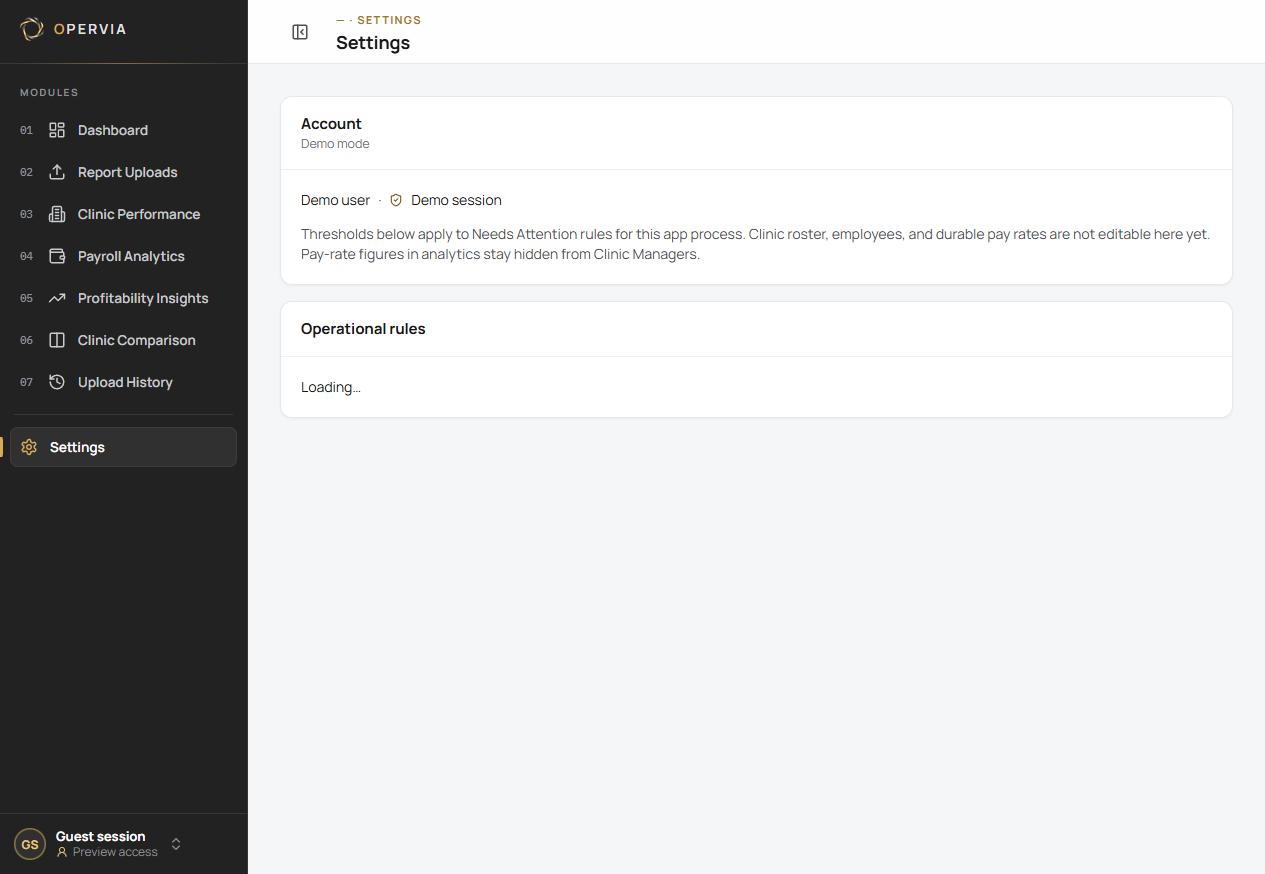 OPERVIA
MODULES
01 Dashboard
02 Report Uploads
03 Clinic Performance
04 Payroll Analytics
05 Profitability Insights
06 Clinic Comparison
07 Upload History
Settings
GS
Guest session
Preview access
— · SETTINGS
Settings
Account
Demo mode
Demo user · Demo session
Thresholds below apply to Needs Attention rules for this app process. Clinic roster, employees, and durable pay rates are not editable here yet.
Pay-rate figures in analytics stay hidden from Clinic Managers.
Operational rules
Loading…